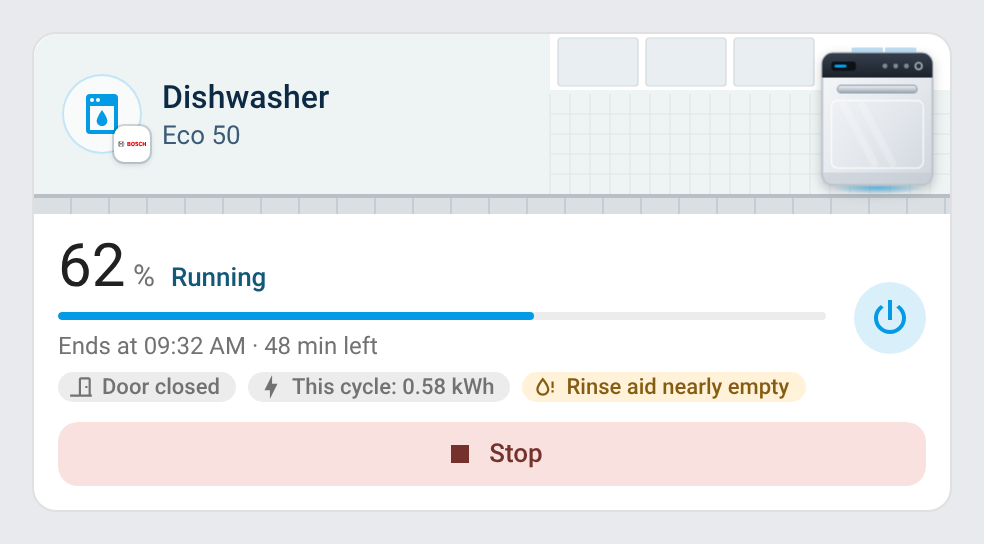 Dishwasher
Eco 50
BOSCH
62 % Running
Ends at 09:32 AM · 48 min left
Door closed
This cycle: 0.58 kWh
Rinse aid nearly empty
Stop